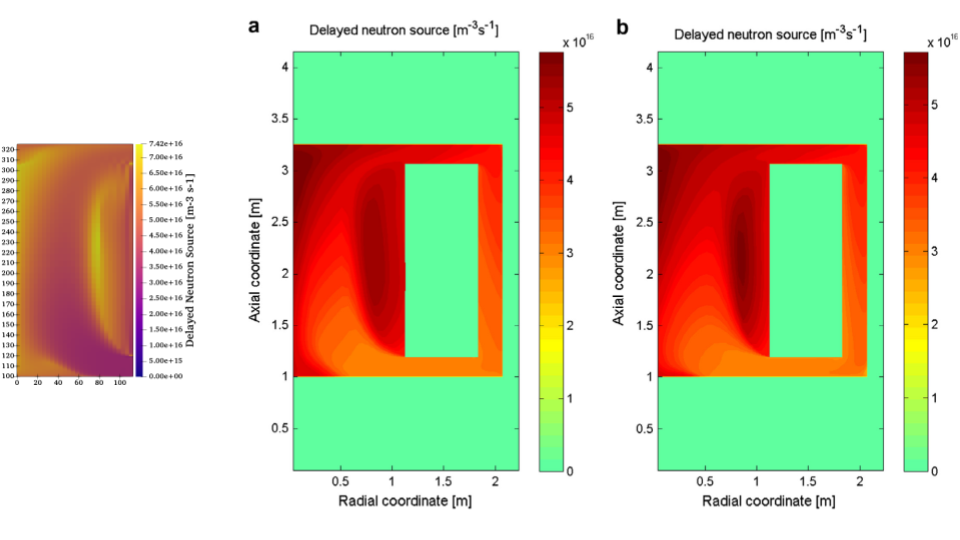 320
310
300
290
280
270
260
250
240
230
220
210
200
190
180
170
160
150
140
130
120
110
100
0 20 40 60 80 100
7.42e+16
7.00e+16
6.50e+16
6.00e+16
5.50e+16
5.00e+16
4.50e+16
4.00e+16
3.50e+16
3.00e+16
2.50e+16
2.00e+16
1.50e+16
1.00e+16
5.00e+15
0.00e+00
Delayed Neutron Source [m-3 s-1]
a
Delayed neutron source [m⁻³s⁻¹]
x 10¹⁶
4
3.5
3
2.5
2
1.5
1
0.5
Axial coordinate [m]
0.5 1 1.5 2
Radial coordinate [m]
5
4
3
2
1
0
b
Delayed neutron source [m⁻³s⁻¹]
x 10¹⁶
4
3.5
3
2.5
2
1.5
1
0.5
Axial coordinate [m]
0.5 1 1.5 2
Radial coordinate [m]
5
4
3
2
1
0